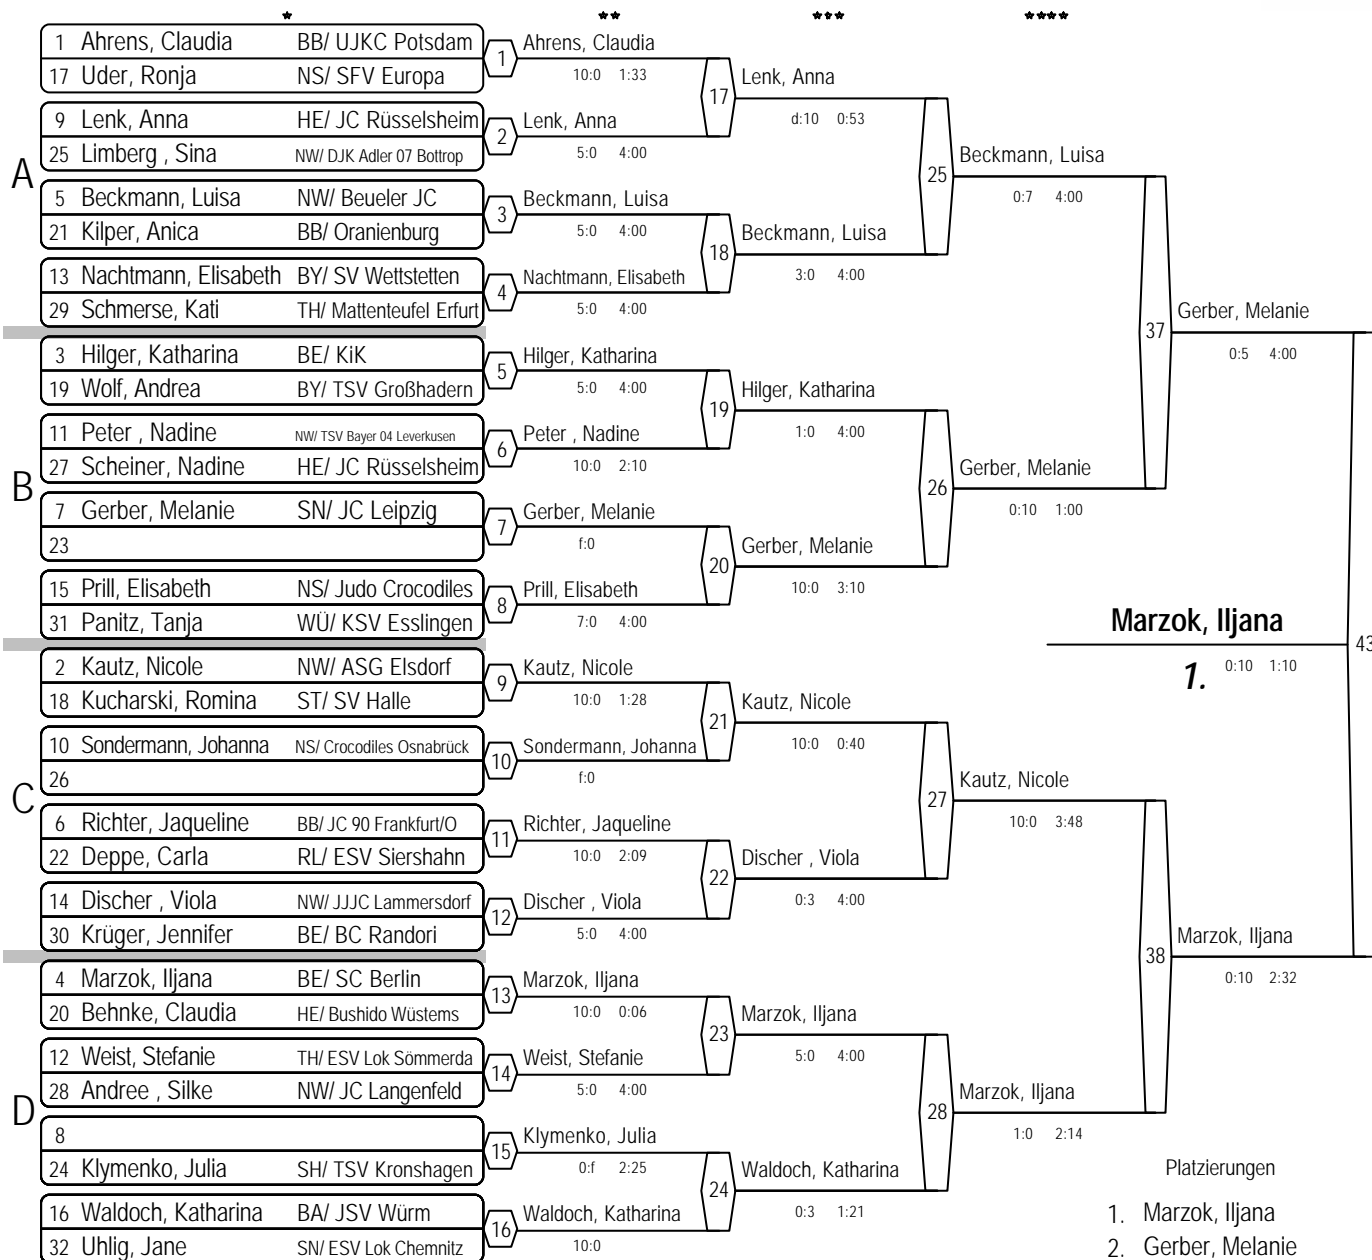 * ** *** ****
A
1 Ahrens, Claudia BB/ UJKC Potsdam
17 Uder, Ronja NS/ SFV Europa
9 Lenk, Anna HE/ JC Rüsselsheim
25 Limberg , Sina NW/ DJK Adler 07 Bottrop
5 Beckmann, Luisa NW/ Beueler JC
21 Kilper, Anica BB/ Oranienburg
13 Nachtmann, Elisabeth BY/ SV Wettstetten
29 Schmerse, Kati TH/ Mattenteufel Erfurt
B
3 Hilger, Katharina BE/ KiK
19 Wolf, Andrea BY/ TSV Großhadern
11 Peter , Nadine NW/ TSV Bayer 04 Leverkusen
27 Scheiner, Nadine HE/ JC Rüsselsheim
7 Gerber, Melanie SN/ JC Leipzig
23
15 Prill, Elisabeth NS/ Judo Crocodiles
31 Panitz, Tanja WÜ/ KSV Esslingen
C
2 Kautz, Nicole NW/ ASG Elsdorf
18 Kucharski, Romina ST/ SV Halle
10 Sondermann, Johanna NS/ Crocodiles Osnabrück
26
6 Richter, Jaqueline BB/ JC 90 Frankfurt/O
22 Deppe, Carla RL/ ESV Siershahn
14 Discher , Viola NW/ JJJC Lammersdorf
30 Krüger, Jennifer BE/ BC Randori
D
4 Marzok, Iljana BE/ SC Berlin
20 Behnke, Claudia HE/ Bushido Wüstems
12 Weist, Stefanie TH/ ESV Lok Sömmerda
28 Andree , Silke NW/ JC Langenfeld
8
24 Klymenko, Julia SH/ TSV Kronshagen
16 Waldoch, Katharina BA/ JSV Würm
32 Uhlig, Jane SN/ ESV Lok Chemnitz
1 Ahrens, Claudia
10:0 1:33
2 Lenk, Anna
5:0 4:00
3 Beckmann, Luisa
5:0 4:00
4 Nachtmann, Elisabeth
5:0 4:00
5 Hilger, Katharina
5:0 4:00
6 Peter , Nadine
10:0 2:10
7 Gerber, Melanie
f:0
8 Prill, Elisabeth
7:0 4:00
9 Kautz, Nicole
10:0 1:28
10 Sondermann, Johanna
f:0
11 Richter, Jaqueline
10:0 2:09
12 Discher , Viola
5:0 4:00
13 Marzok, Iljana
10:0 0:06
14 Weist, Stefanie
5:0 4:00
15 Klymenko, Julia
0:f 2:25
16 Waldoch, Katharina
10:0
17 Lenk, Anna
d:10 0:53
18 Beckmann, Luisa
3:0 4:00
19 Hilger, Katharina
1:0 4:00
20 Gerber, Melanie
10:0 3:10
21 Kautz, Nicole
10:0 0:40
22 Discher , Viola
0:3 4:00
23 Marzok, Iljana
5:0 4:00
24 Waldoch, Katharina
0:3 1:21
25 Beckmann, Luisa
0:7 4:00
26 Gerber, Melanie
0:10 1:00
27 Kautz, Nicole
10:0 3:48
28 Marzok, Iljana
1:0 2:14
37 Gerber, Melanie
0:5 4:00
38 Marzok, Iljana
0:10 2:32
43
Marzok, Iljana
1. 0:10 1:10
Platzierungen
1. Marzok, Iljana
2. Gerber, Melanie